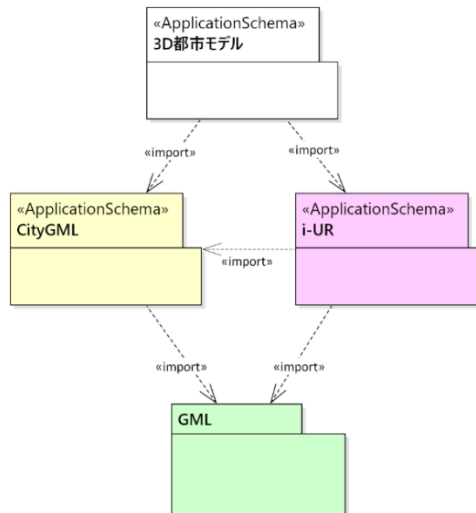 «ApplicationSchema»
3D都市モデル
«import»
«import»
«ApplicationSchema»
CityGML
«ApplicationSchema»
i-UR
«import»
«import»
«import»
GML